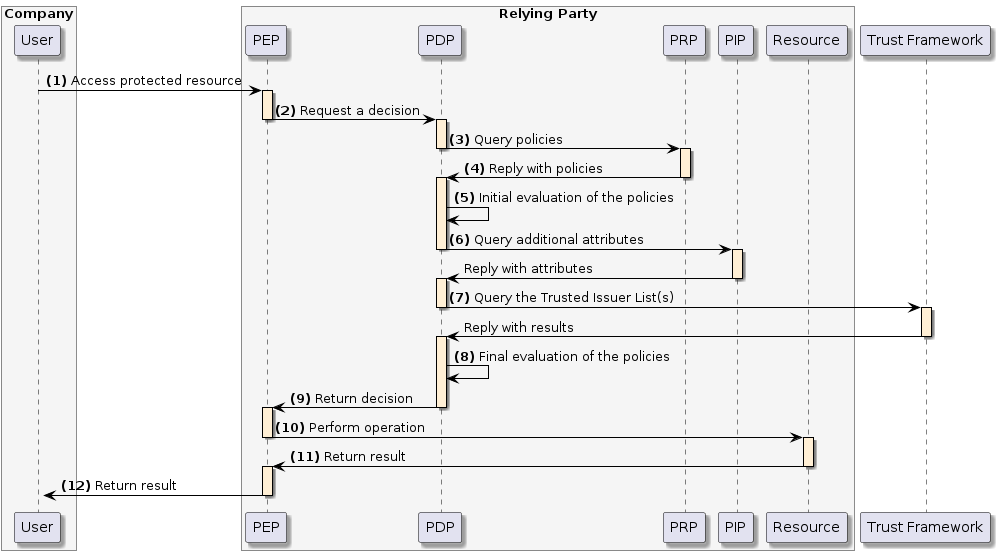 Company
Relying Party
User
PEP
PDP
PRP
PIP
Resource
Trust Framework
(1) Access protected resource
(2) Request a decision
(3) Query policies
(4) Reply with policies
(5) Initial evaluation of the policies
(6) Query additional attributes
Reply with attributes
(7) Query the Trusted Issuer List(s)
Reply with results
(8) Final evaluation of the policies
(9) Return decision
(10) Perform operation
(11) Return result
(12) Return result
User
PEP
PDP
PRP
PIP
Resource
Trust Framework